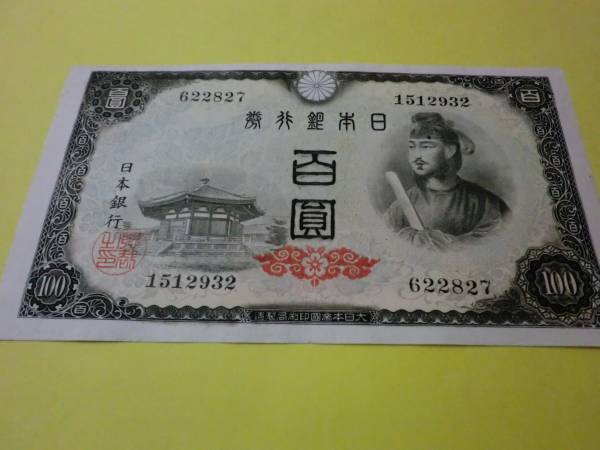 圓 622827 1512932 百
日本銀行券
百圓
日本銀行
1512932 622827
100 100
大日本帝國印刷局製造